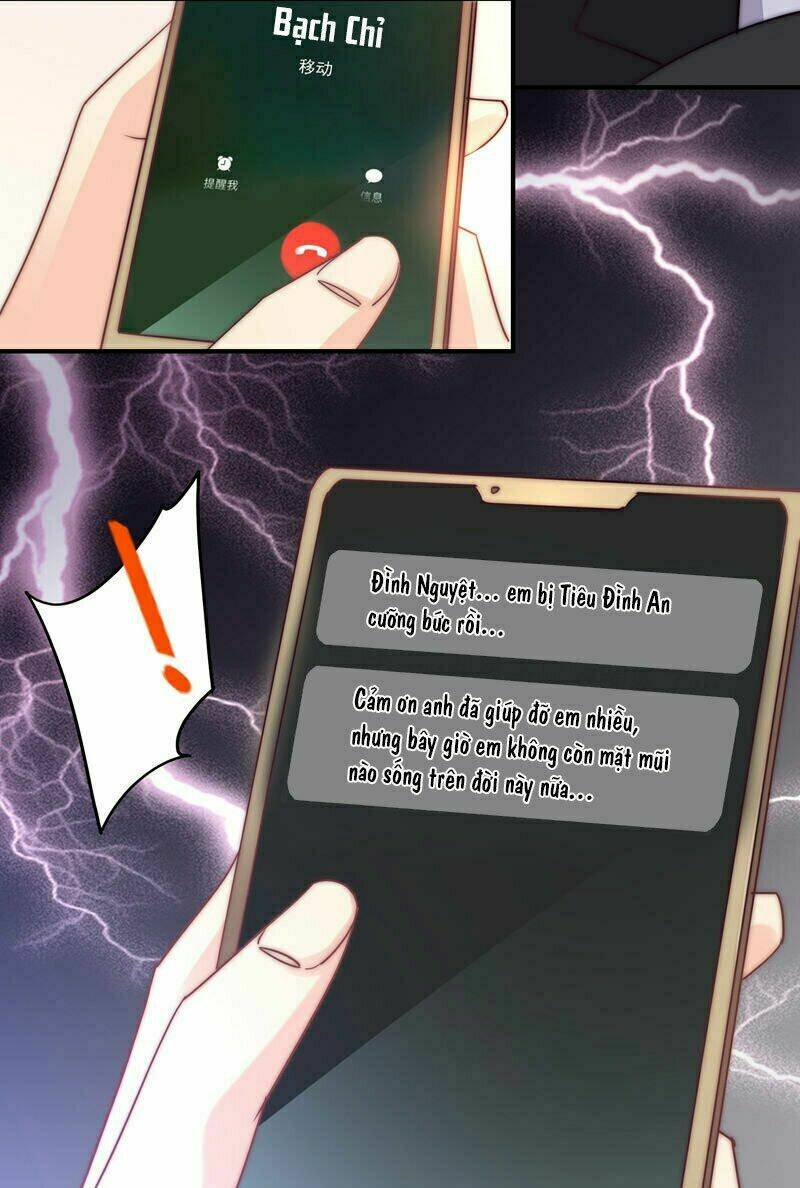 Bạch Chỉ
移动
提醒我
信息
!
Đình Nguyệt... em bị Tiêu Đình An
cưỡng bức rồi...
Cảm ơn anh đã giúp đỡ em nhiều,
nhưng bây giờ em không còn mặt mũi
nào sống trên đời này nữa...